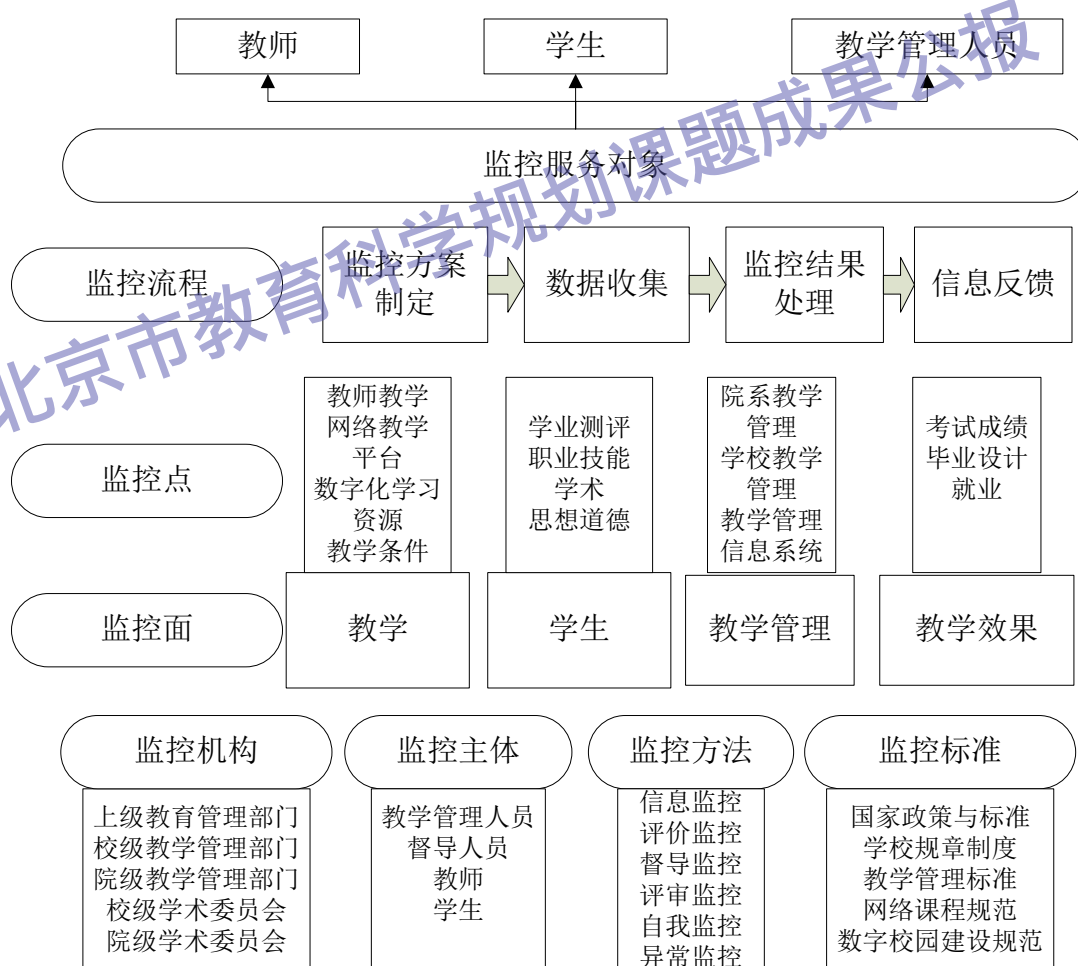 教师
学生
教学管理人员
监控服务对象
监控流程
监控方案
制定
数据收集
监控结果
处理
信息反馈
监控点
教师教学
网络教学
平台
数字化学习
资源
教学条件
学业测评
职业技能
学术
思想道德
院系教学
管理
学校教学
管理
教学管理
信息系统
考试成绩
毕业设计
就业
监控面
教学
学生
教学管理
教学效果
监控机构
上级教育管理部门
校级教学管理部门
院级教学管理部门
校级学术委员会
院级学术委员会
监控主体
教学管理人员
督导人员
教师
学生
监控方法
信息监控
评价监控
督导监控
评审监控
自我监控
异常监控
监控标准
国家政策与标准
学校规章制度
教学管理标准
网络课程规范
数字校园建设规范
北京市教育科学规划课题成果公报